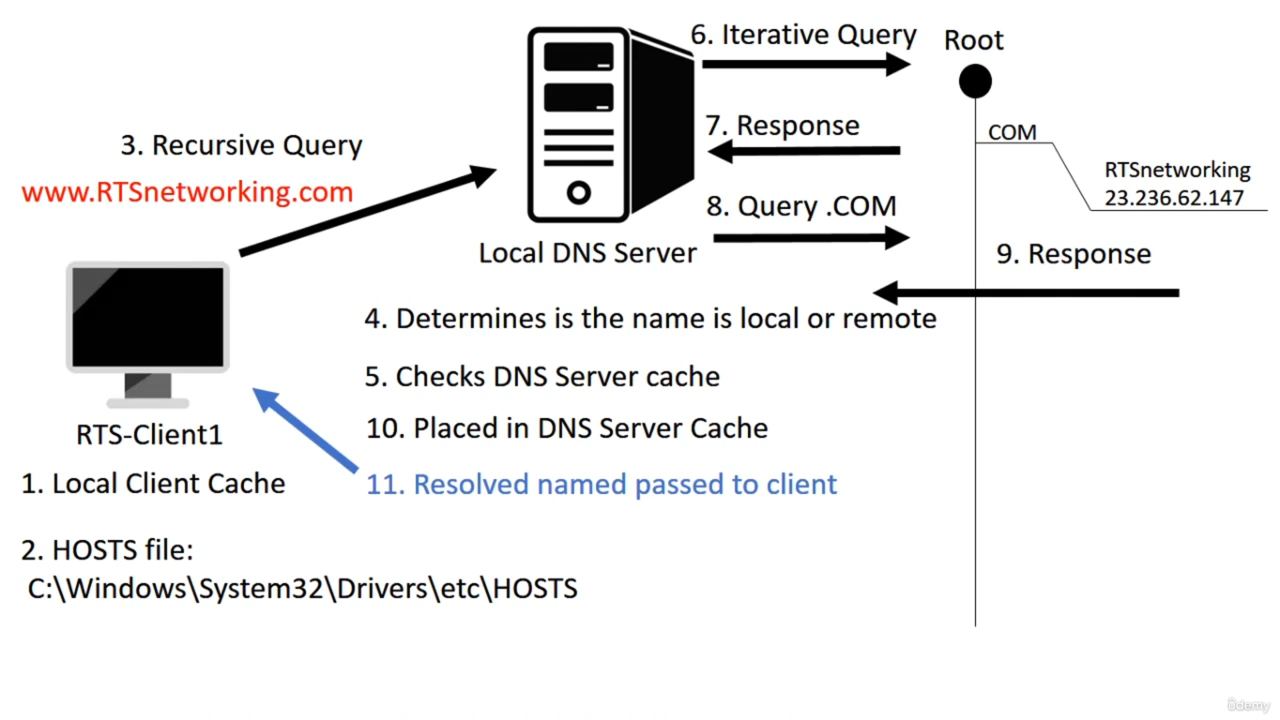 6. Iterative Query
Root
7. Response
COM
3. Recursive Query
www.RTSnetworking.com
RTSnetworking
23.236.62.147
8. Query .COM
Local DNS Server
9. Response
4. Determines is the name is local or remote
5. Checks DNS Server cache
10. Placed in DNS Server Cache
RTS-Client1
1. Local Client Cache
11. Resolved named passed to client
2. HOSTS file:
C:\Windows\System32\Drivers\etc\HOSTS
ûdemy